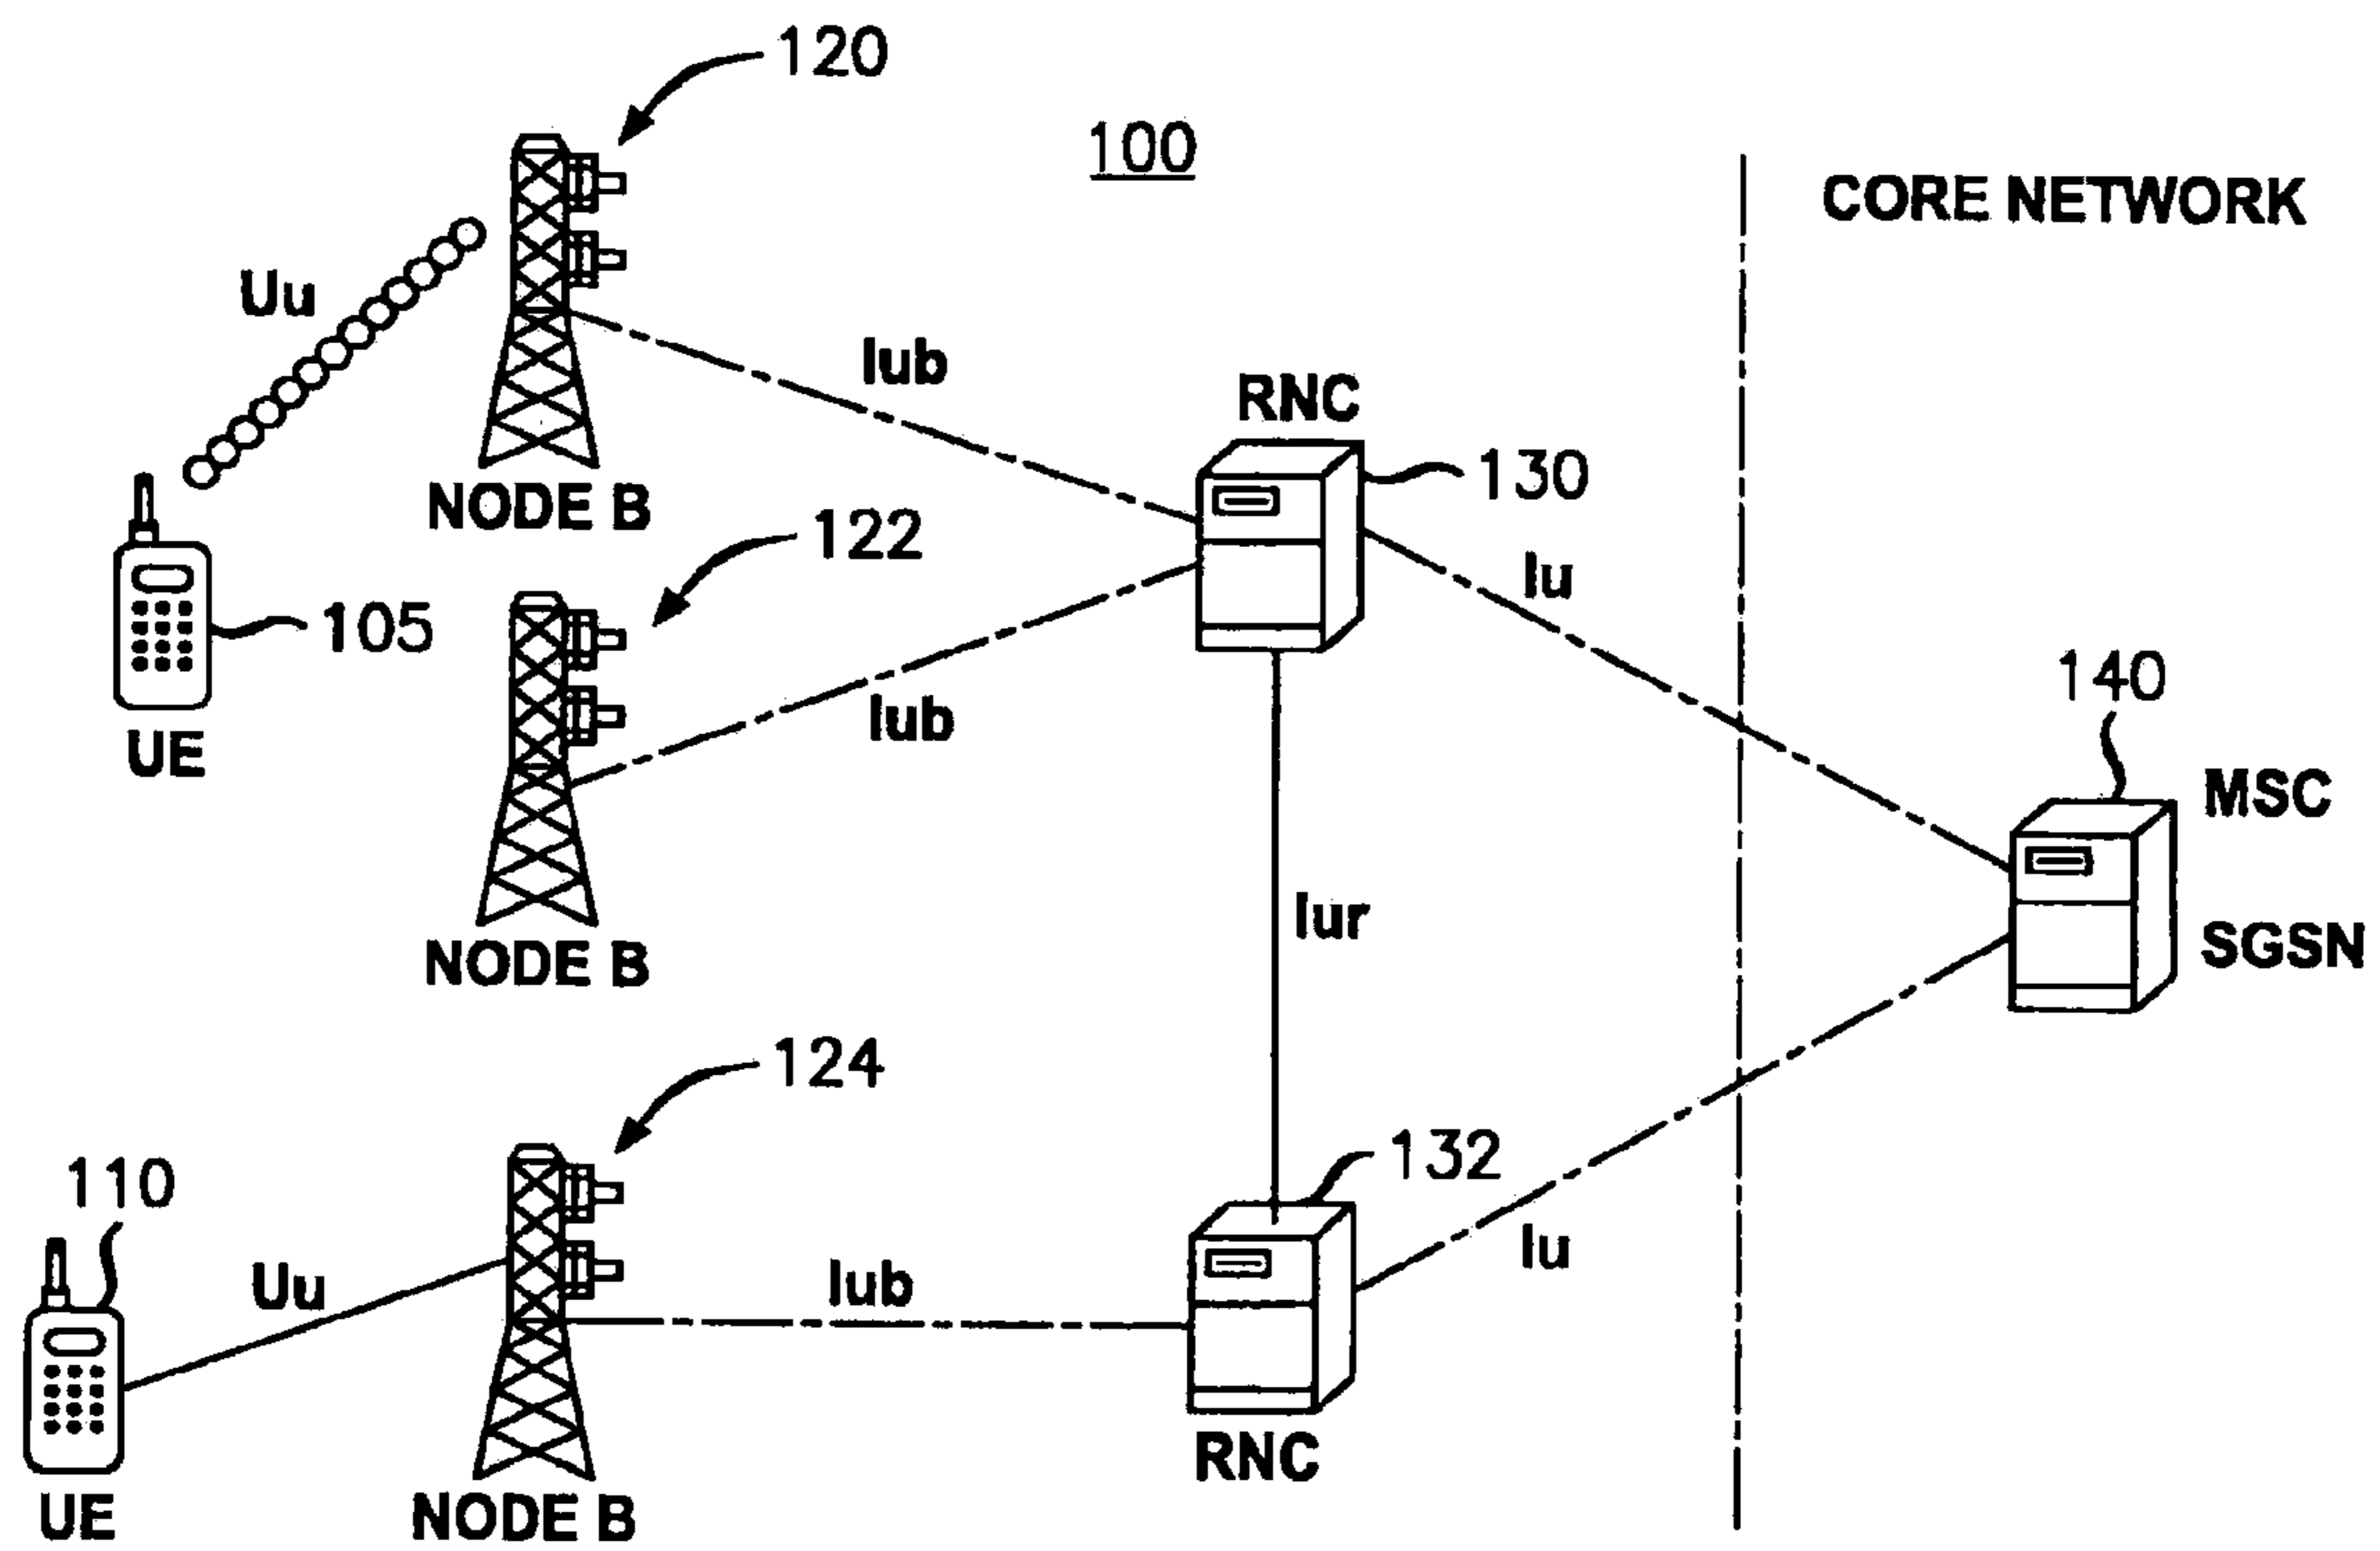 120
100
CORE NETWORK
Uu
Iub
RNC
130
NODE B
122
Iu
105
140
Iub
UE
MSC
Iur
SGSN
NODE B
124
132
110
Iu
Uu
Iub
RNC
UE
NODE B